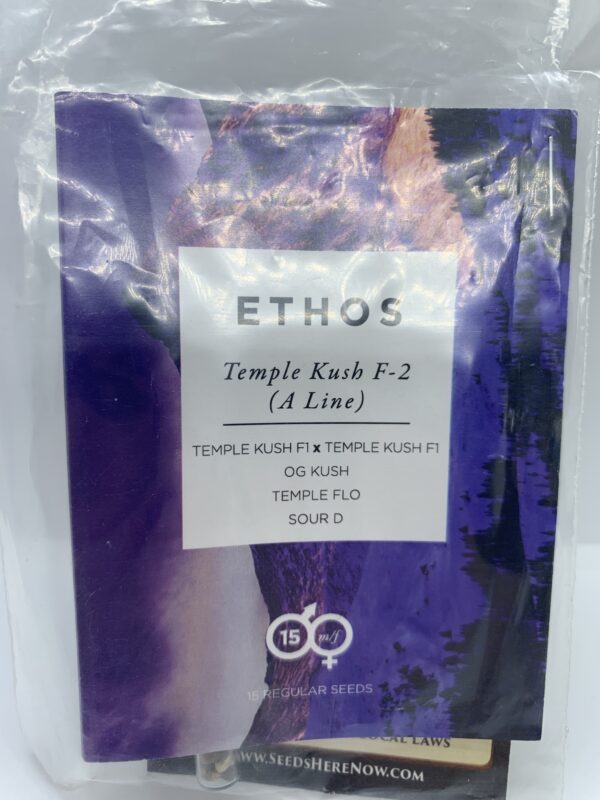 ETHOS
Temple Kush F-2
(A Line)
TEMPLE KUSH F1 x TEMPLE KUSH F1
OG KUSH
TEMPLE FLO
SOUR D
15 m/f
15 REGULAR SEEDS
LOCAL LAWS
WWW.SEEDSHERENOW.COM